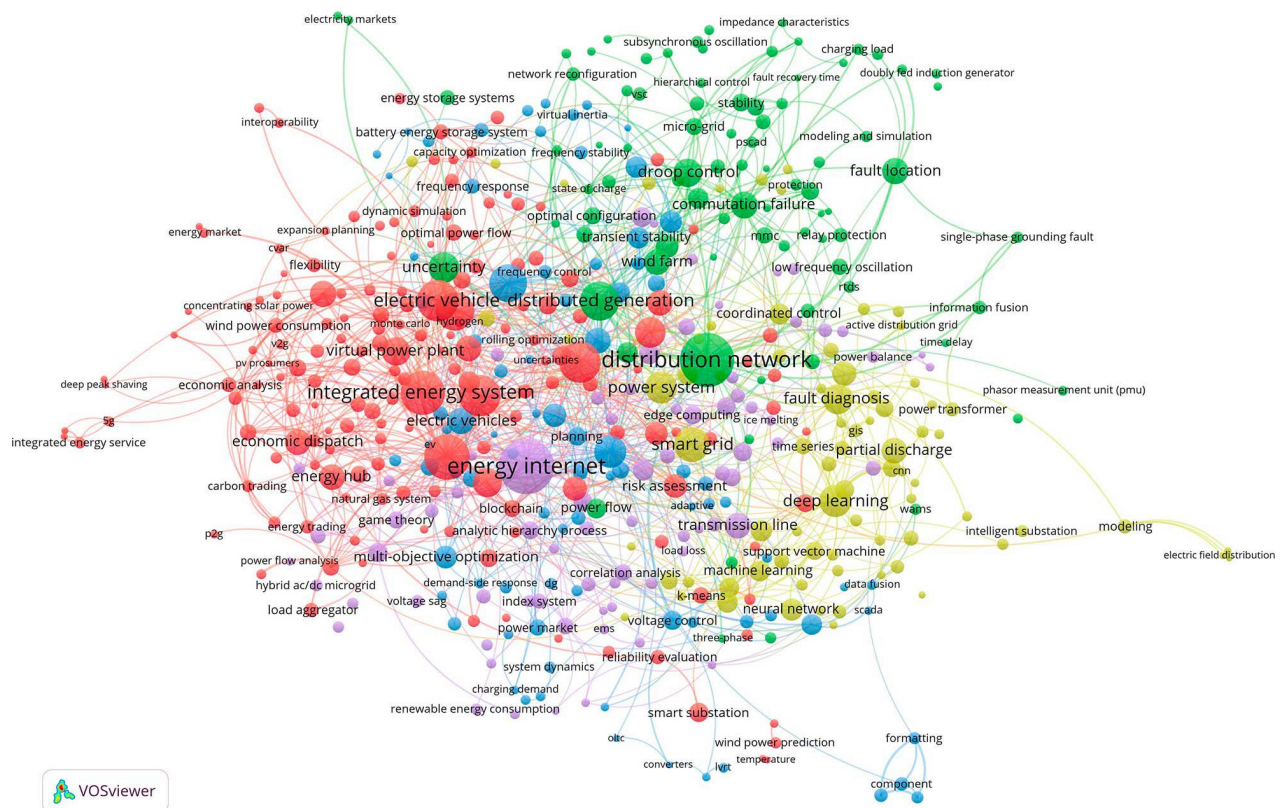 electricity markets
impedance characteristics
subsynchronous oscillation
charging load
network reconfiguration
hierarchical control
fault recovery time
doubly fed induction generator
energy storage systems
vsc
stability
interoperability
virtual inertia
battery energy storage system
micro-grid
modeling and simulation
pscad
capacity optimization
frequency stability
droop control
fault location
frequency response
state of charge
protection
commutation failure
dynamic simulation
optimal configuration
energy market
expansion planning
optimal power flow
transient stability
mmc
relay protection
single-phase grounding fault
cvar
flexibility
uncertainty
frequency control
wind farm
low frequency oscillation
rtds
concentrating solar power
electric vehicle
distributed generation
information fusion
wind power consumption
monte carlo
hydrogen
coordinated control
active distribution grid
v2g
virtual power plant
rolling optimization
time delay
pv prosumers
uncertainties
distribution network
power balance
deep peak shaving
economic analysis
integrated energy system
power system
phasor measurement unit (pmu)
5g
electric vehicles
edge computing
ice melting
fault diagnosis
power transformer
integrated energy service
economic dispatch
ev
planning
smart grid
time series
gis
partial discharge
energy internet
cnn
carbon trading
energy hub
risk assessment
natural gas system
blockchain
power flow
adaptive
deep learning
wams
energy trading
game theory
analytic hierarchy process
transmission line
intelligent substation
modeling
p2g
power flow analysis
multi-objective optimization
load loss
support vector machine
electric field distribution
hybrid ac/dc microgrid
demand-side response
dg
correlation analysis
machine learning
data fusion
load aggregator
voltage sag
index system
k-means
neural network
scada
power market
ems
voltage control
three-phase
system dynamics
reliability evaluation
charging demand
renewable energy consumption
smart substation
oltc
wind power prediction
formatting
converters
lvrt
temperature
component
VOSviewer